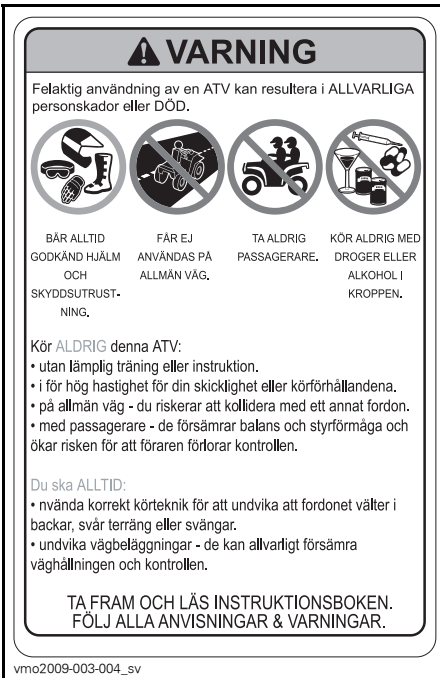 VARNING
Felaktig användning av en ATV kan resultera i ALLVARLIGA
personskador eller DÖD.
BÄR ALLTID
GODKÄND HJÄLM
OCH
SKYDDSUTRUST-
NING.
FÅR EJ
ANVÄNDAS PÅ
ALLMÄN VÄG.
TA ALDRIG
PASSAGERARE.
KÖR ALDRIG MED
DROGER ELLER
ALKOHOL I
KROPPEN.
Kör ALDRIG denna ATV:
• utan lämplig träning eller instruktion.
• i för hög hastighet för din skicklighet eller körförhållandena.
• på allmän väg - du riskerar att kollidera med ett annat fordon.
• med passagerare - de försämrar balans och styrförmåga och
ökar risken för att föraren förlorar kontrollen.
Du ska ALLTID:
• nvända korrekt körteknik för att undvika att fordonet välter i
backar, svår terräng eller svängar.
• undvika vägbeläggningar - de kan allvarligt försämra
väghållningen och kontrollen.
TA FRAM OCH LÄS INSTRUKTIONSBOKEN.
FÖLJ ALLA ANVISNINGAR & VARNINGAR.
vmo2009-003-004_sv